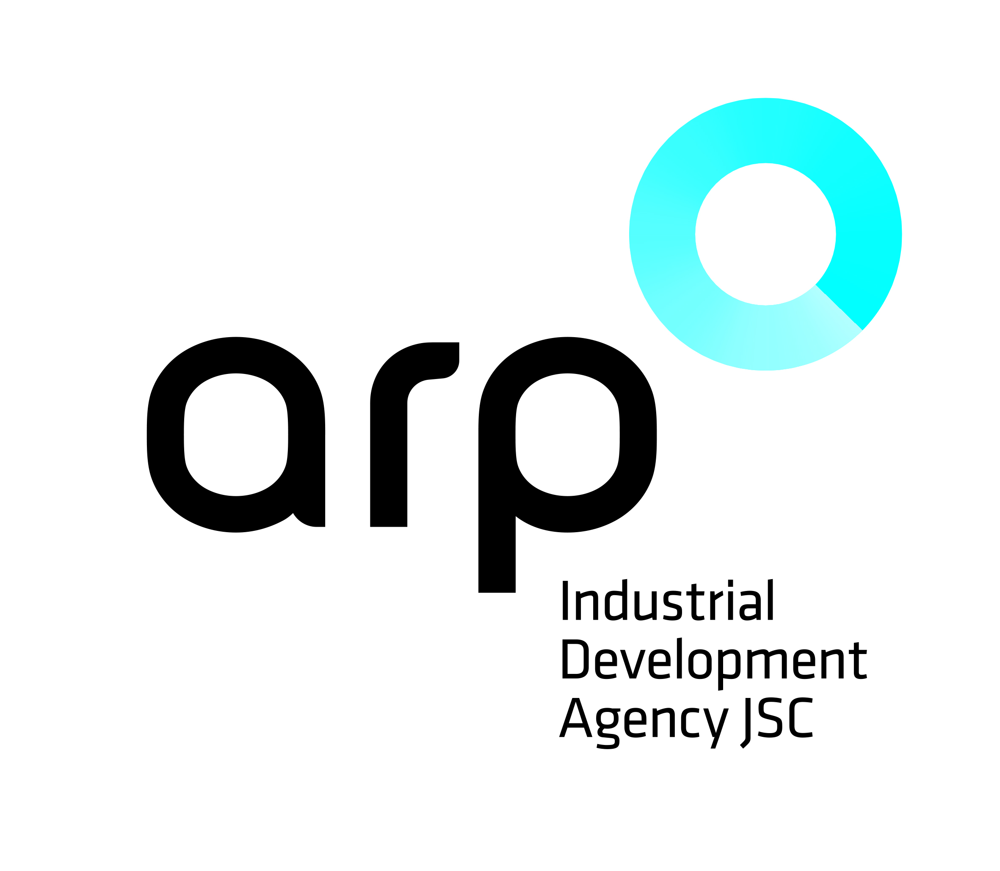 arp
Industrial
Development
Agency JSC